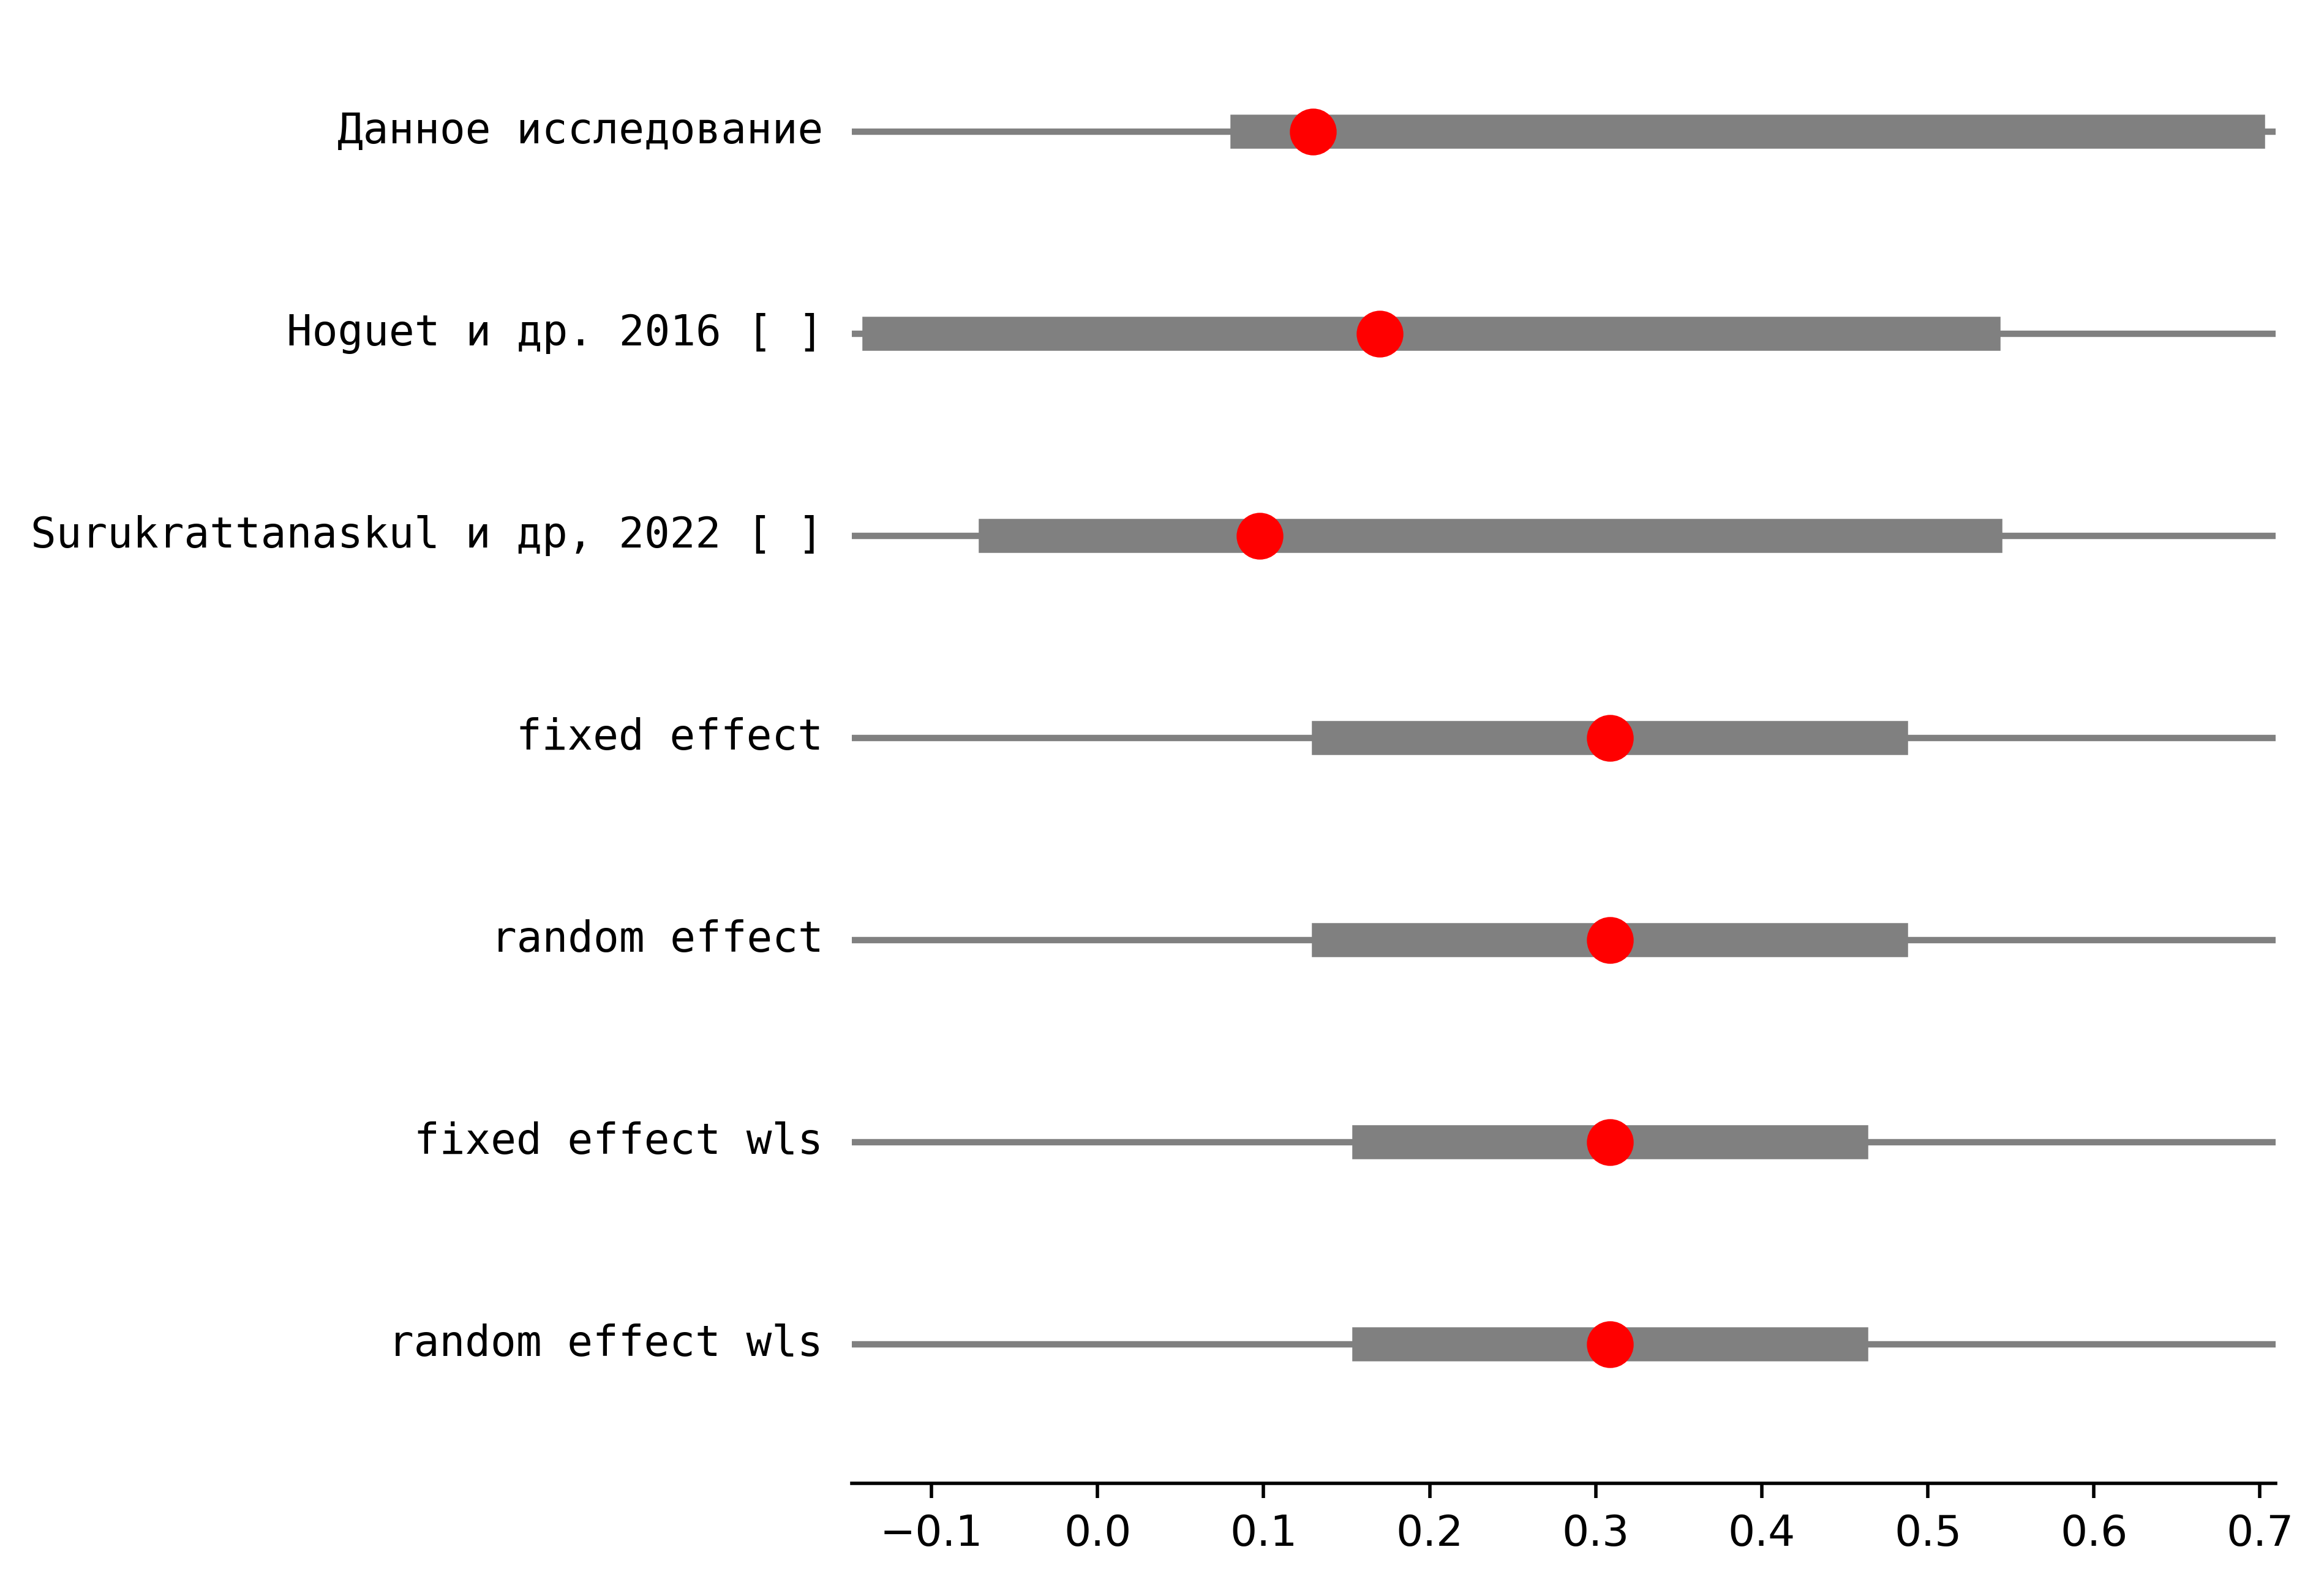 Данное исследование
Hoguet и др. 2016 [ ]
Surukrattanaskul и др, 2022 [ ]
fixed effect
random effect
fixed effect wls
random effect wls
−0.1 0.0 0.1 0.2 0.3 0.4 0.5 0.6 0.7